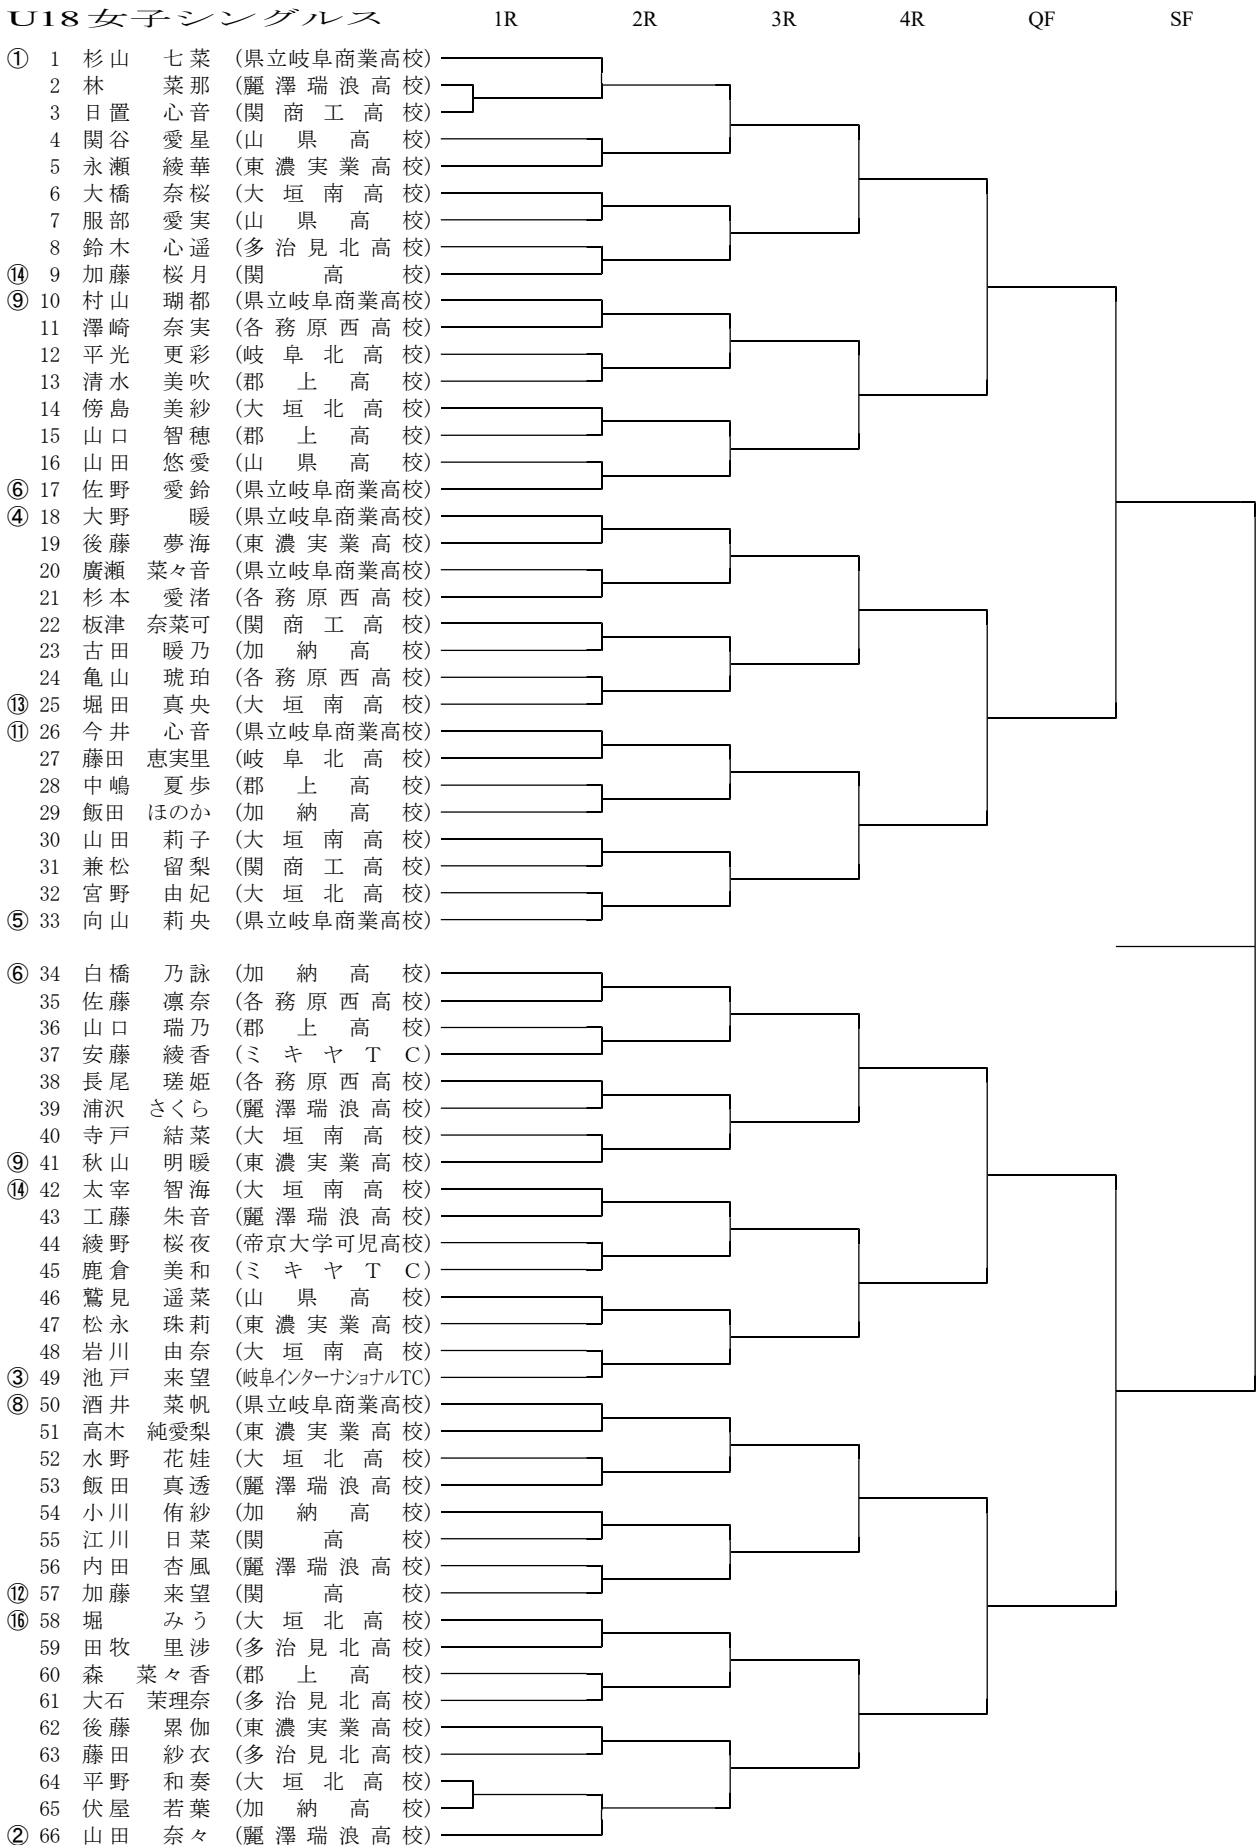 U18女子シングルス 1R 2R 3R 4R QF SF
① 1 杉山 七菜 (県立岐阜商業高校)
2 林 菜那 (麗澤瑞浪高校)
3 日置 心音 (関商工高校)
4 関谷 愛星 (山県高校)
5 永瀬 綾華 (東濃実業高校)
6 大橋 奈桜 (大垣南高校)
7 服部 愛実 (山県高校)
8 鈴木 心遥 (多治見北高校)
⑭ 9 加藤 桜月 (関高校)
⑨ 10 村山 瑚都 (県立岐阜商業高校)
11 澤崎 奈実 (各務原西高校)
12 平光 更彩 (岐阜北高校)
13 清水 美吹 (郡上高校)
14 傍島 美紗 (大垣北高校)
15 山口 智穂 (郡上高校)
16 山田 悠愛 (山県高校)
⑥ 17 佐野 愛鈴 (県立岐阜商業高校)
④ 18 大野 暖 (県立岐阜商業高校)
19 後藤 夢海 (東濃実業高校)
20 廣瀬 菜々音 (県立岐阜商業高校)
21 杉本 愛渚 (各務原西高校)
22 板津 奈菜可 (関商工高校)
23 古田 暖乃 (加納高校)
24 亀山 琥珀 (各務原西高校)
⑬ 25 堀田 真央 (大垣南高校)
⑪ 26 今井 心音 (県立岐阜商業高校)
27 藤田 恵実里 (岐阜北高校)
28 中嶋 夏歩 (郡上高校)
29 飯田 ほのか (加納高校)
30 山田 莉子 (大垣南高校)
31 兼松 留梨 (関商工高校)
32 宮野 由妃 (大垣北高校)
⑤ 33 向山 莉央 (県立岐阜商業高校)
⑥ 34 白橋 乃詠 (加納高校)
35 佐藤 凛奈 (各務原西高校)
36 山口 瑞乃 (郡上高校)
37 安藤 綾香 (ミキヤTC)
38 長尾 瑳姫 (各務原西高校)
39 浦沢 さくら (麗澤瑞浪高校)
40 寺戸 結菜 (大垣南高校)
⑨ 41 秋山 明暖 (東濃実業高校)
⑭ 42 太宰 智海 (大垣南高校)
43 工藤 朱音 (麗澤瑞浪高校)
44 綾野 桜夜 (帝京大学可児高校)
45 鹿倉 美和 (ミキヤTC)
46 鷲見 遥菜 (山県高校)
47 松永 珠莉 (東濃実業高校)
48 岩川 由奈 (大垣南高校)
③ 49 池戸 来望 (岐阜インターナショナルTC)
⑧ 50 酒井 菜帆 (県立岐阜商業高校)
51 高木 純愛梨 (東濃実業高校)
52 水野 花娃 (大垣北高校)
53 飯田 真透 (麗澤瑞浪高校)
54 小川 侑紗 (加納高校)
55 江川 日菜 (関高校)
56 内田 杏風 (麗澤瑞浪高校)
⑫ 57 加藤 来望 (関高校)
⑯ 58 堀 みう (大垣北高校)
59 田牧 里渉 (多治見北高校)
60 森 菜々香 (郡上高校)
61 大石 茉理奈 (多治見北高校)
62 後藤 累伽 (東濃実業高校)
63 藤田 紗衣 (多治見北高校)
64 平野 和奏 (大垣北高校)
65 伏屋 若葉 (加納高校)
② 66 山田 奈々 (麗澤瑞浪高校)